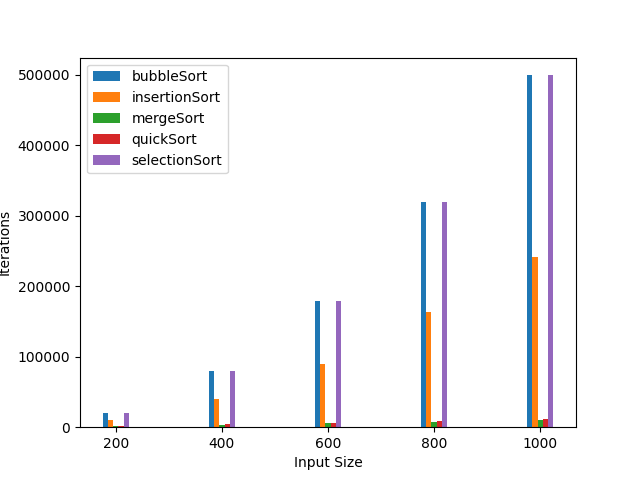 500000
400000
300000
200000
100000
0
Iterations
bubbleSort
insertionSort
mergeSort
quickSort
selectionSort
200 400 600 800 1000
Input Size